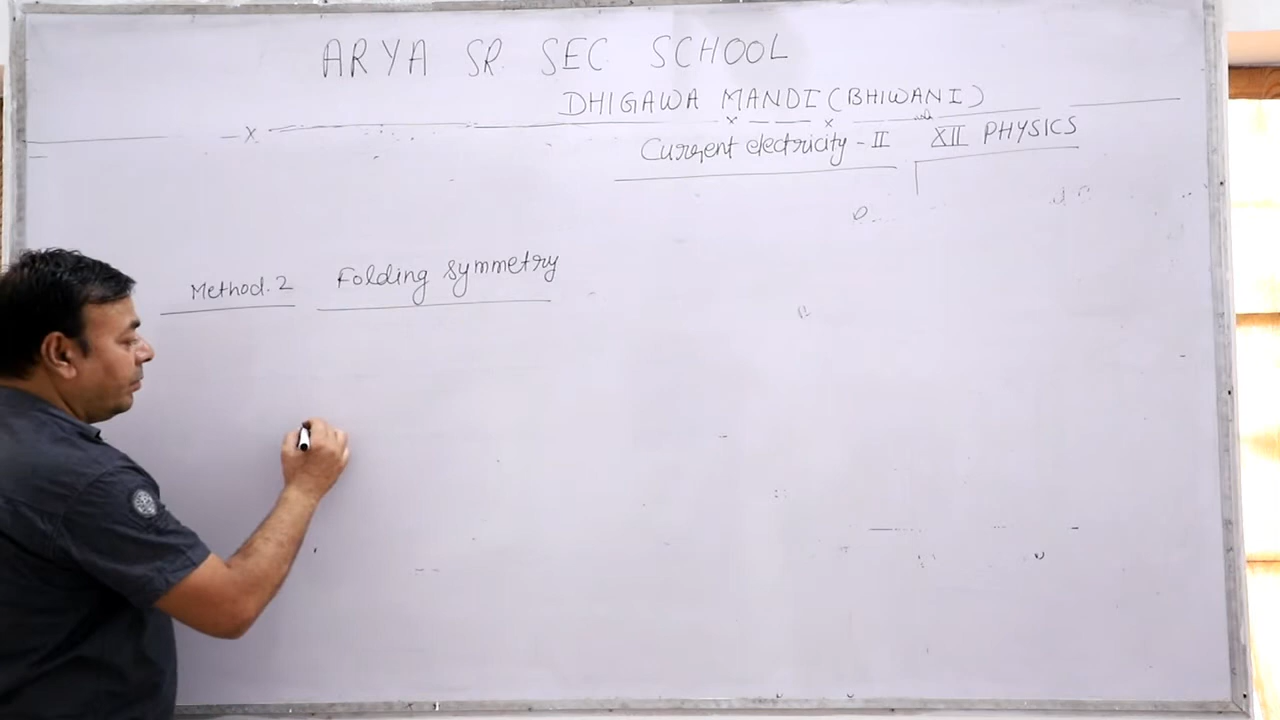 ARYA SR. SEC SCHOOL
DHIGAWA MANDI (BHIWANI)
Current electricity - II XII PHYSICS
Method. 2 Folding symmetry